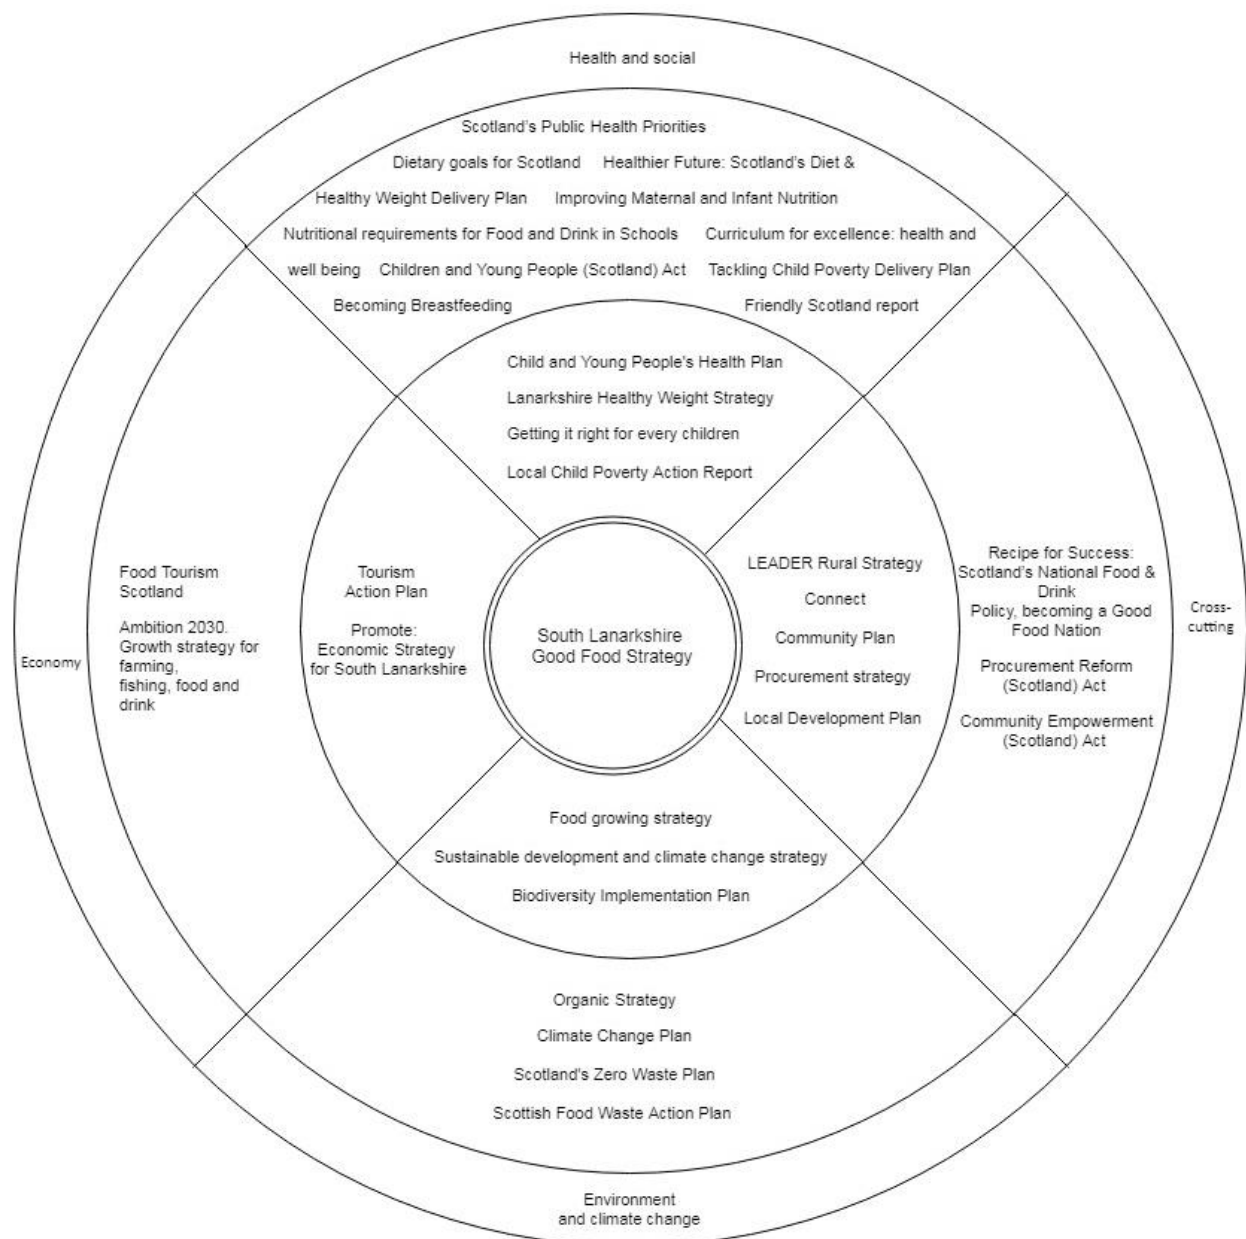 Health and social
Scotland's Public Health Priorities
Dietary goals for Scotland Healthier Future: Scotland's Diet &
Healthy Weight Delivery Plan Improving Maternal and Infant Nutrition
Nutritional requirements for Food and Drink in Schools Curriculum for excellence: health and
well being Children and Young People (Scotland) Act Tackling Child Poverty Delivery Plan
Becoming Breastfeeding Friendly Scotland report
Child and Young People's Health Plan
Lanarkshire Healthy Weight Strategy
Getting it right for every children
Local Child Poverty Action Report
Economy
Food Tourism
Scotland
Ambition 2030.
Growth strategy for
farming,
fishing, food and
drink
Tourism
Action Plan
Promote:
Economic Strategy
for South Lanarkshire
South Lanarkshire
Good Food Strategy
LEADER Rural Strategy
Connect
Community Plan
Procurement strategy
Local Development Plan
Recipe for Success:
Scotland's National Food &
Drink
Policy, becoming a Good
Food Nation
Procurement Reform
(Scotland) Act
Community Empowerment
(Scotland) Act
Cross-
cutting
Food growing strategy
Sustainable development and climate change strategy
Biodiversity Implementation Plan
Organic Strategy
Climate Change Plan
Scotland's Zero Waste Plan
Scottish Food Waste Action Plan
Environment
and climate change